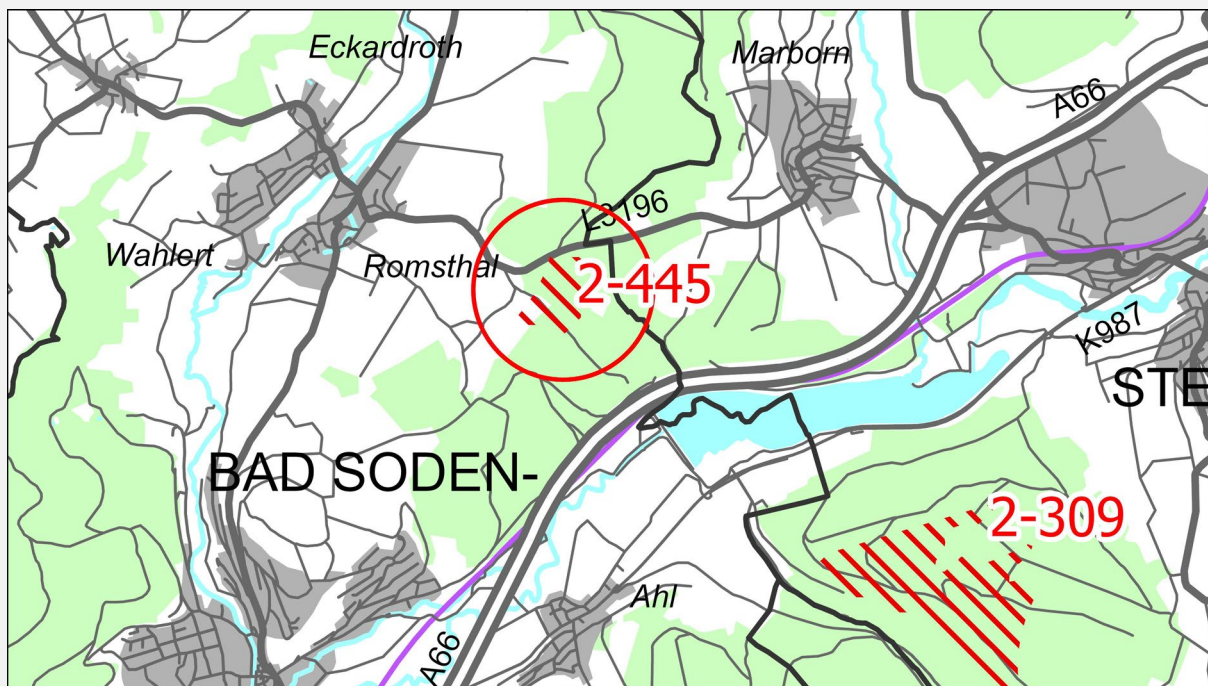 Eckardroth
Marborn
A66
L3196
Wahlert
Romsthal
2-445
K987
STE
BAD SODEN-
2-309
Ahl
A66